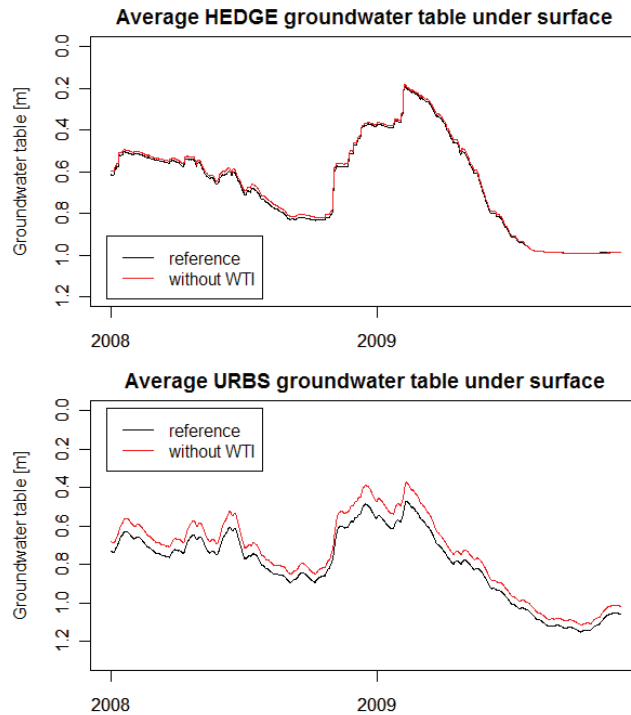 Average HEDGE groundwater table under surface
Groundwater table [m]
0.0
0.2
0.4
0.6
0.8
1.0
1.2
reference
without WTI
2008
2009
Average URBS groundwater table under surface
Groundwater table [m]
0.0
0.2
0.4
0.6
0.8
1.0
1.2
reference
without WTI
2008
2009